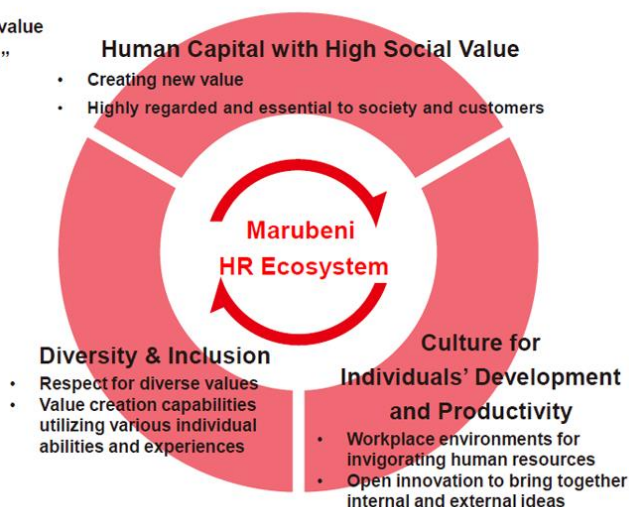 value
”
Human Capital with High Social Value
• Creating new value
• Highly regarded and essential to society and customers
Marubeni
HR Ecosystem
Diversity & Inclusion
• Respect for diverse values
• Value creation capabilities
utilizing various individual
abilities and experiences
Culture for
Individuals’ Development
and Productivity
• Workplace environments for
invigorating human resources
• Open innovation to bring together
internal and external ideas